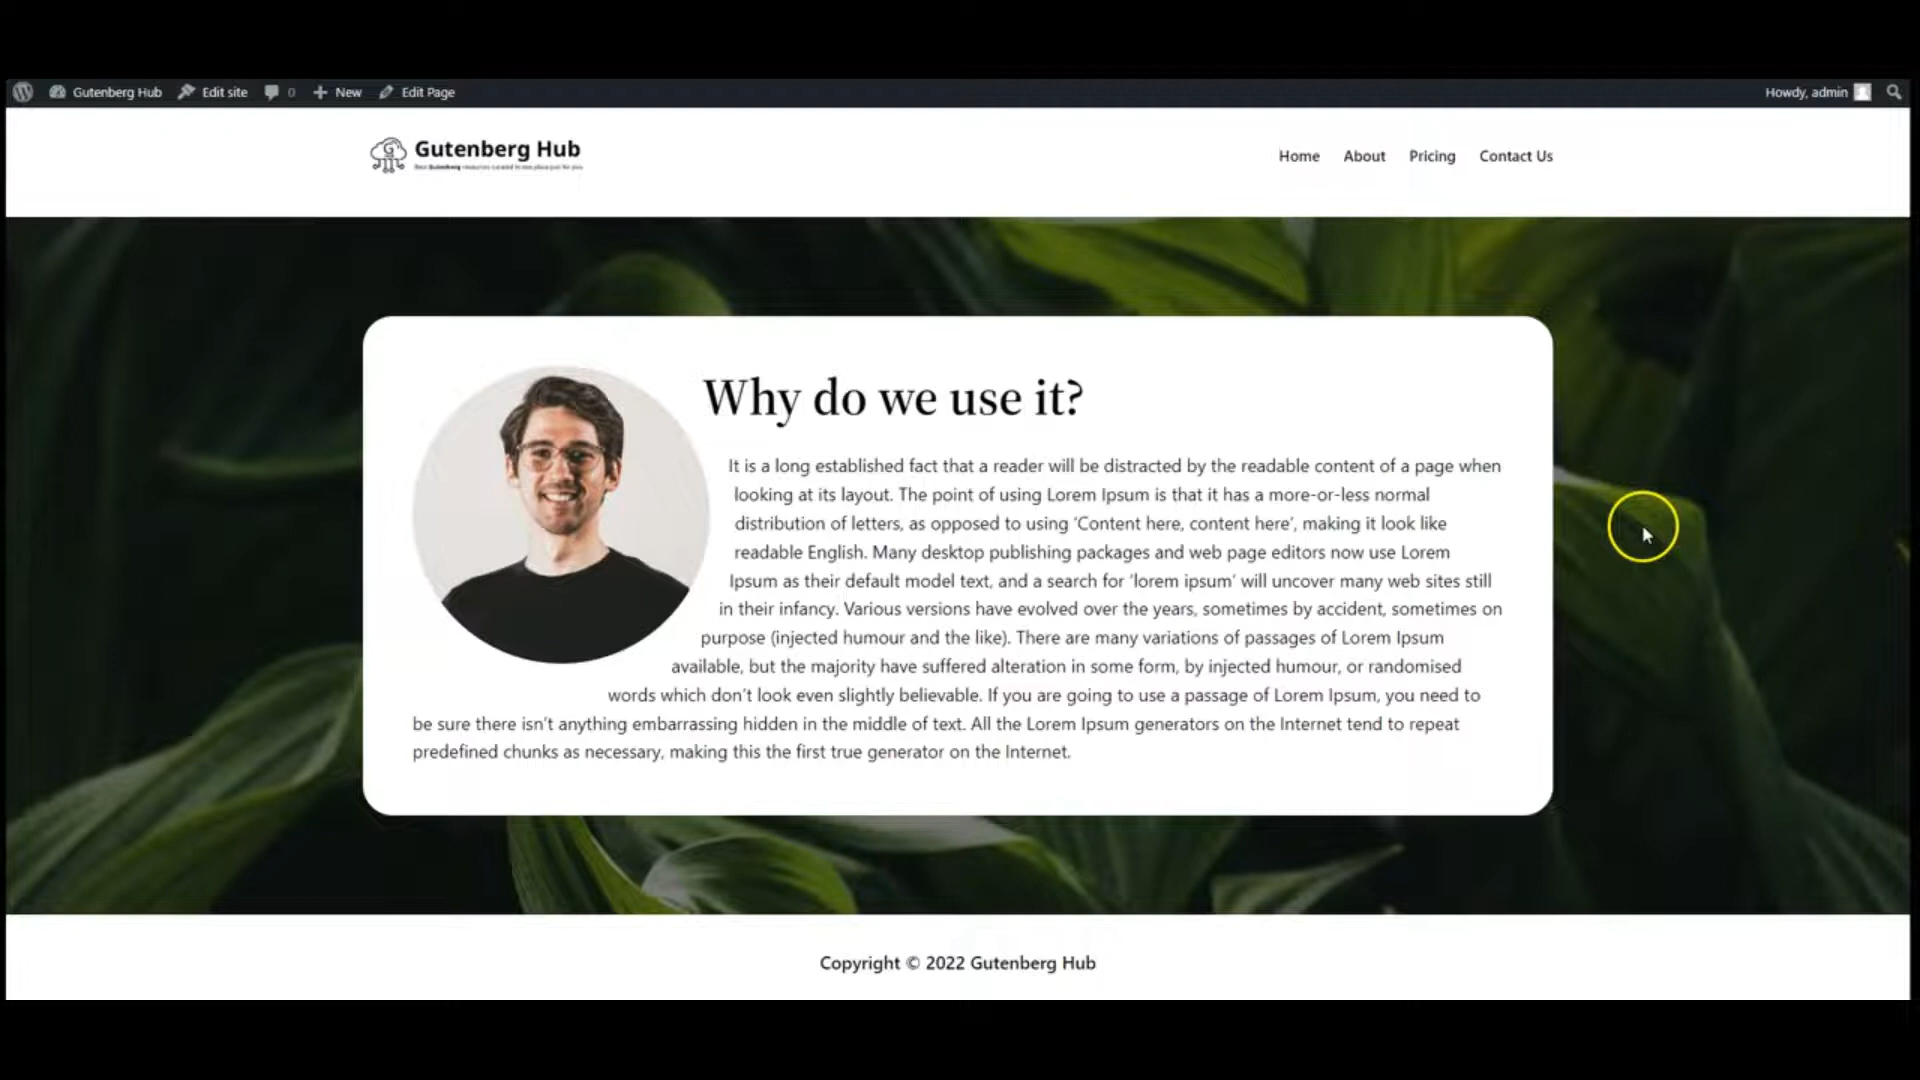 Gutenberg Hub
Edit site
0
New
Edit Page
Howdy, admin
G
Gutenberg Hub
Best Gutenberg resources curated in one place just for you.
Home
About
Pricing
Contact Us
Why do we use it?
It is a long established fact that a reader will be distracted by the readable content of a page when
looking at its layout. The point of using Lorem Ipsum is that it has a more-or-less normal
distribution of letters, as opposed to using ‘Content here, content here’, making it look like
readable English. Many desktop publishing packages and web page editors now use Lorem
Ipsum as their default model text, and a search for ‘lorem ipsum’ will uncover many web sites still
in their infancy. Various versions have evolved over the years, sometimes by accident, sometimes on
purpose (injected humour and the like). There are many variations of passages of Lorem Ipsum
available, but the majority have suffered alteration in some form, by injected humour, or randomised
words which don’t look even slightly believable. If you are going to use a passage of Lorem Ipsum, you need to
be sure there isn’t anything embarrassing hidden in the middle of text. All the Lorem Ipsum generators on the Internet tend to repeat
predefined chunks as necessary, making this the first true generator on the Internet.
Copyright © 2022 Gutenberg Hub